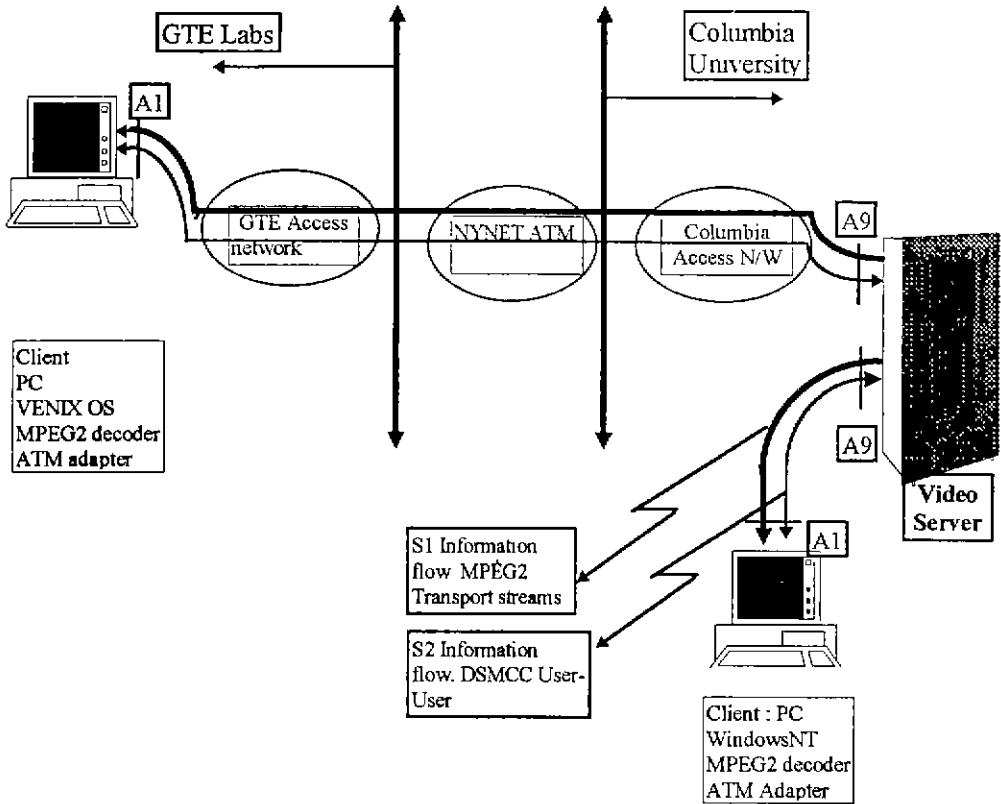 GTE Labs
Columbia
University
A1
GTE Access
network
NYNET ATM
Columbia
Access N/W
A9
Client
PC
VENIX OS
MPEG2 decoder
ATM adapter
A9
Video
Server
S1 Information
flow MPEG2
Transport streams
A1
S2 Information
flow. DSMCC User-
User
Client : PC
WindowsNT
MPEG2 decoder
ATM Adapter